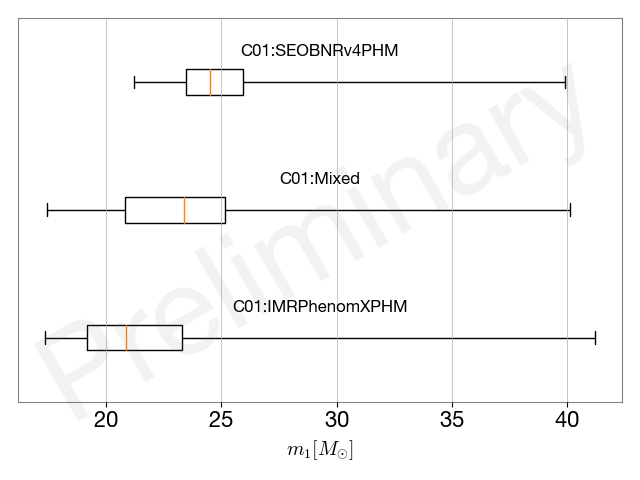 C01:SEOBNRv4PHM
C01:Mixed
C01:IMRPhenomXPHM
Preliminary
20 25 30 35 40
m₁[M⊙]